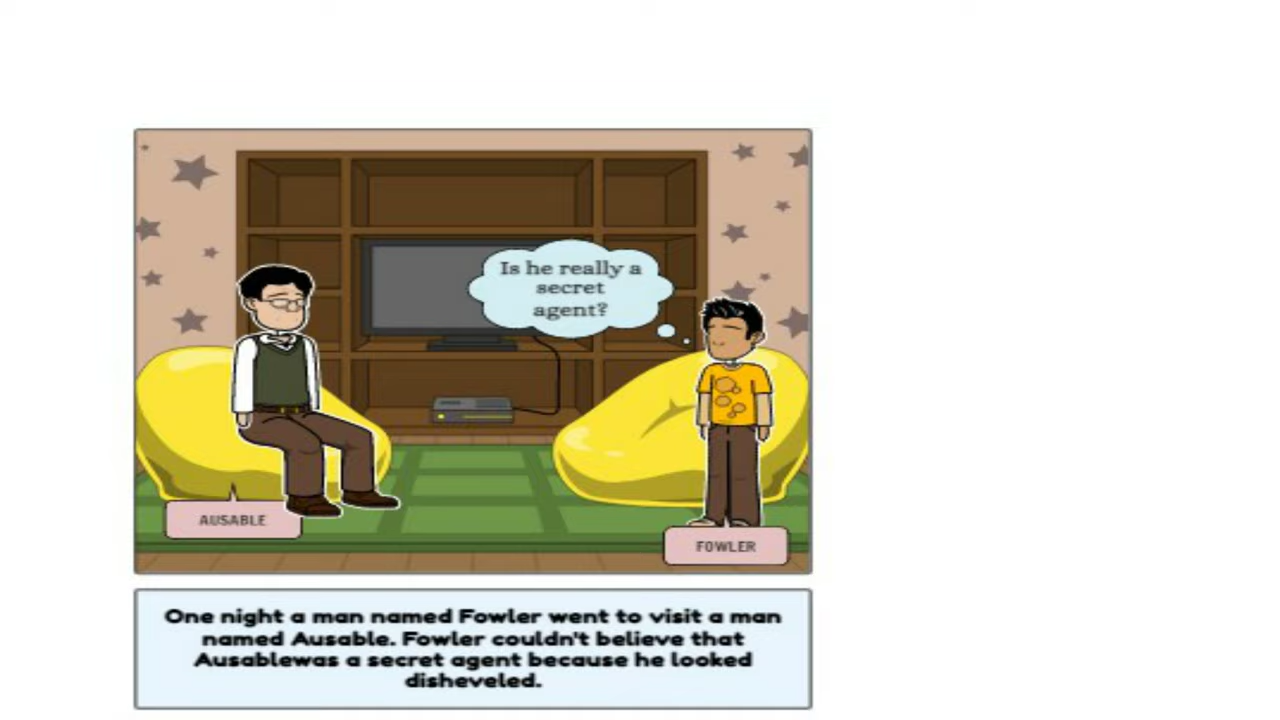 Is he really a
secret
agent?
AUSABLE
FOWLER
One night a man named Fowler went to visit a man
named Ausable. Fowler couldn't believe that
Ausablewas a secret agent because he looked
disheveled.